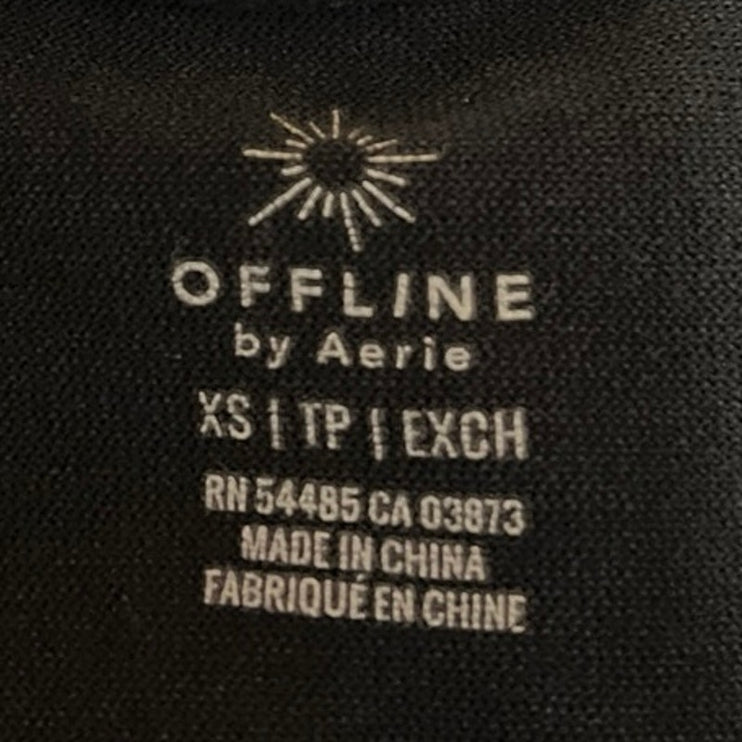 OFFLINE
by Aerie
XS | TP | EXCH
RN 54485 CA 03873
MADE IN CHINA
FABRIQUÉ EN CHINE